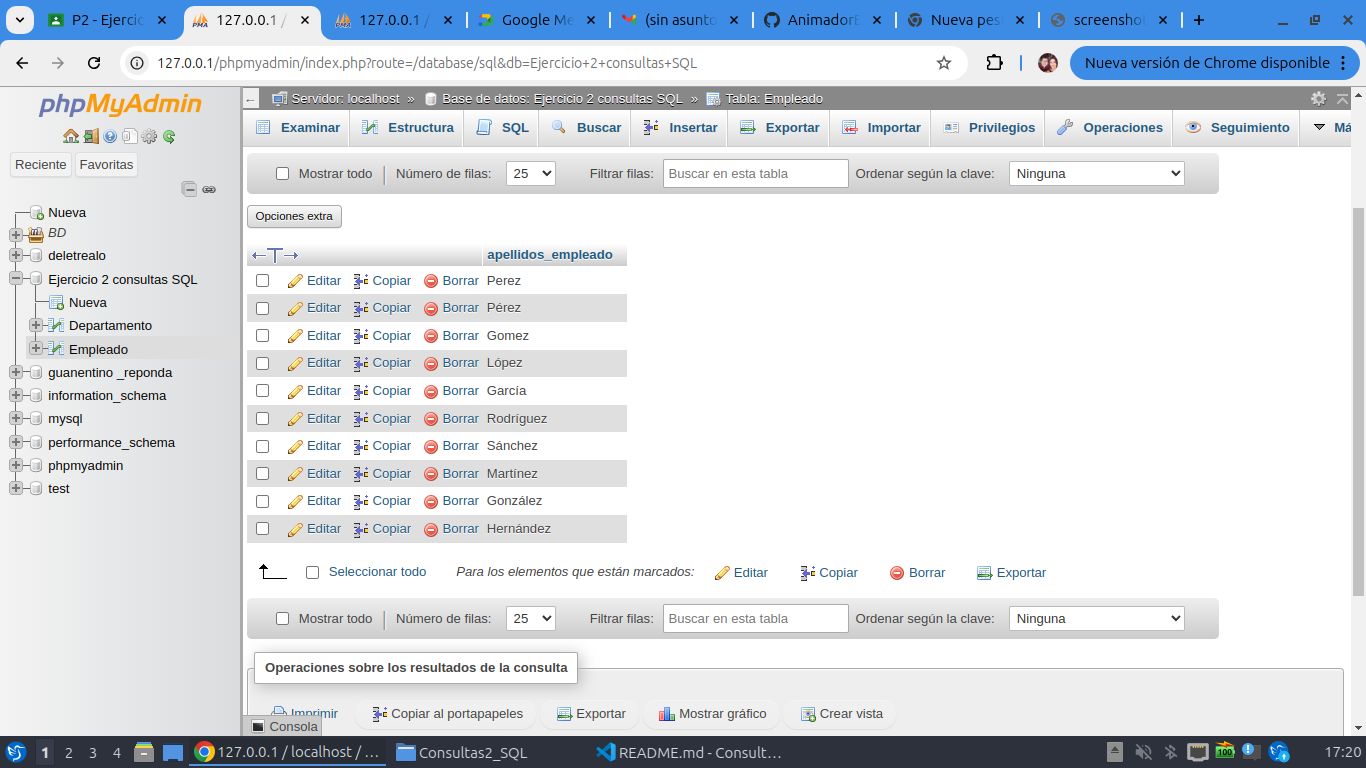 P2 - Ejercic
127.0.0.1 /
127.0.0.1 /
Google Me
(sin asunto
AnimadorE
Nueva pes
screenshot
127.0.0.1/phpmyadmin/index.php?route=/database/sql&db=Ejercicio+2+consultas+SQL
Nueva versión de Chrome disponible
phpMyAdmin
Reciente Favoritas
Nueva
BD
deletrealo
Ejercicio 2 consultas SQL
Nueva
Departamento
Empleado
guanentino _reponda
information_schema
mysql
performance_schema
phpmyadmin
test
Servidor: localhost » Base de datos: Ejercicio 2 consultas SQL » Tabla: Empleado
Examinar Estructura SQL Buscar Insertar Exportar Importar Privilegios Operaciones Seguimiento Má
Mostrar todo Número de filas: 25 Filtrar filas: Buscar en esta tabla Ordenar según la clave: Ninguna
Opciones extra
←T→ apellidos_empleado
Editar Copiar Borrar Perez
Editar Copiar Borrar Pérez
Editar Copiar Borrar Gomez
Editar Copiar Borrar López
Editar Copiar Borrar García
Editar Copiar Borrar Rodríguez
Editar Copiar Borrar Sánchez
Editar Copiar Borrar Martínez
Editar Copiar Borrar González
Editar Copiar Borrar Hernández
Seleccionar todo Para los elementos que están marcados: Editar Copiar Borrar Exportar
Mostrar todo Número de filas: 25 Filtrar filas: Buscar en esta tabla Ordenar según la clave: Ninguna
Operaciones sobre los resultados de la consulta
Imprimir Copiar al portapapeles Exportar Mostrar gráfico Crear vista
Consola
1 2 3 4 127.0.0.1 / localhost / ... Consultas2_SQL README.md - Consult... 100 17:20